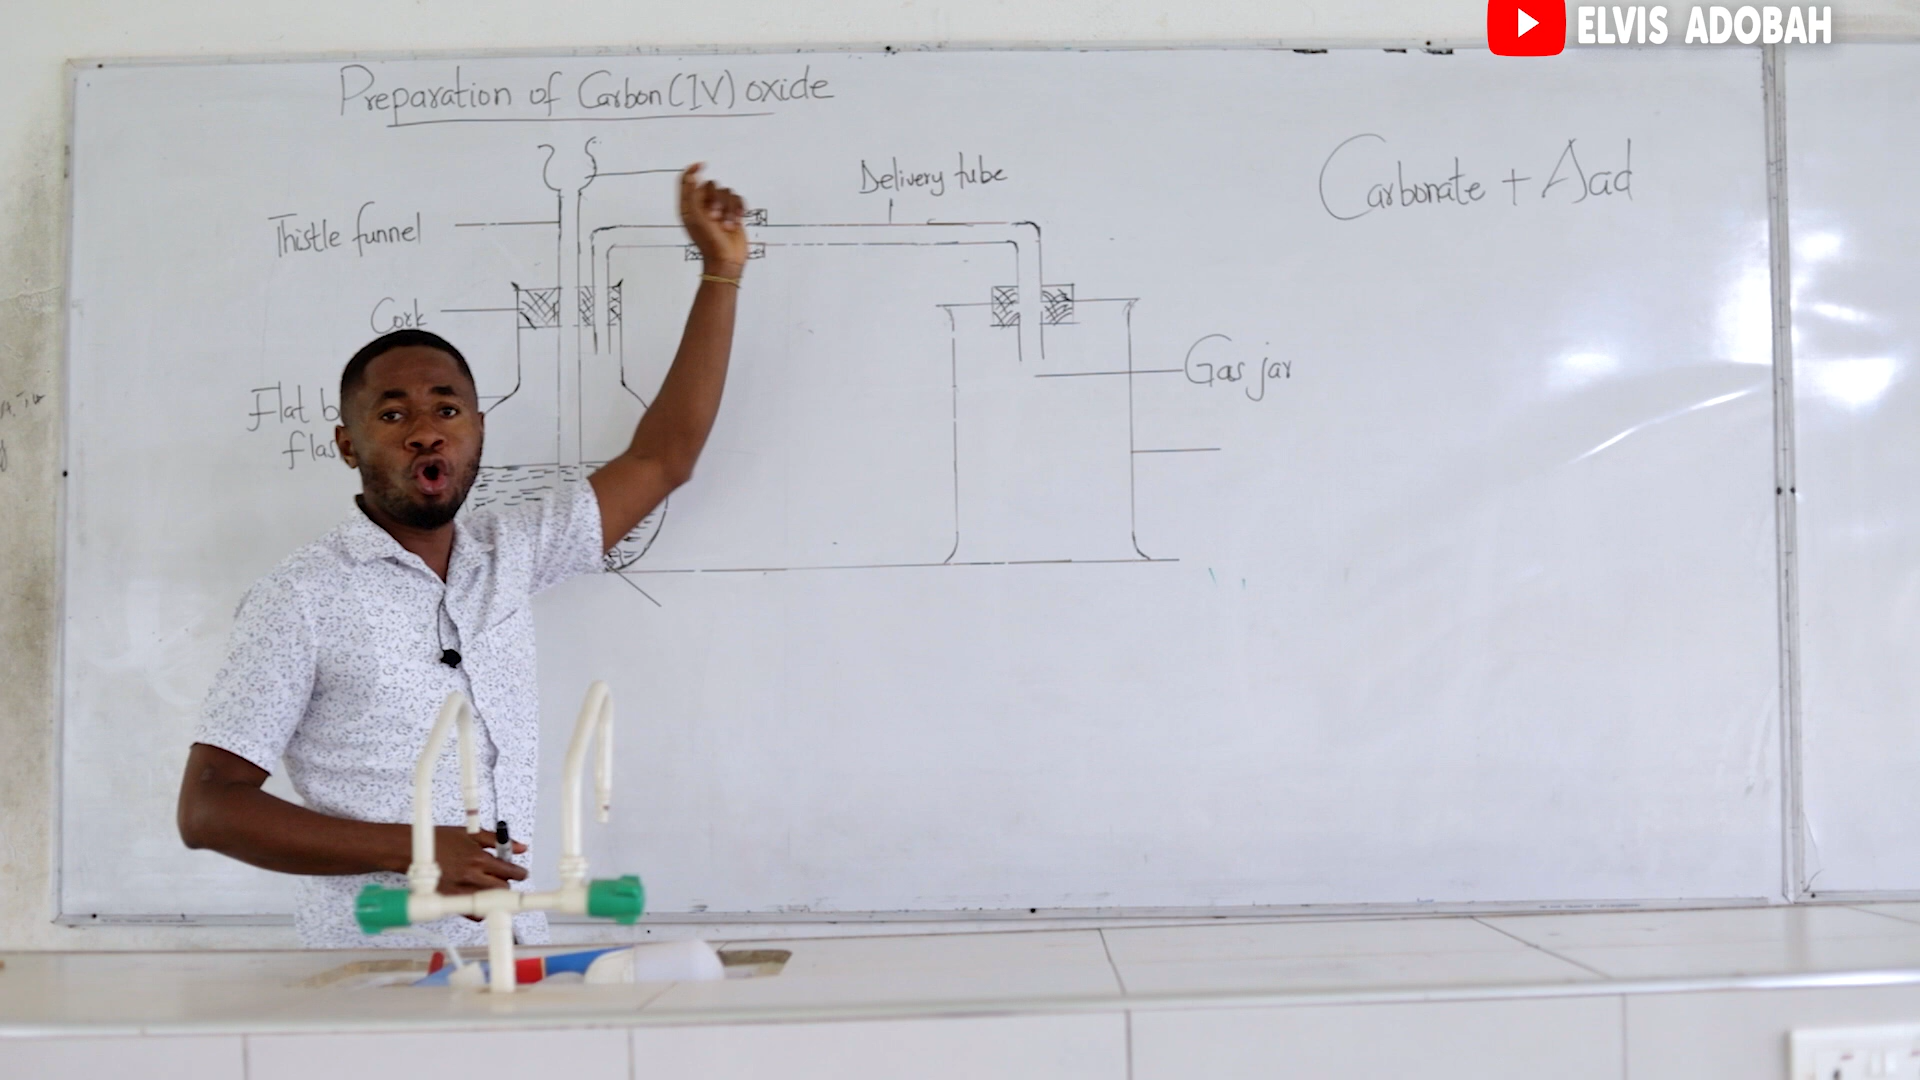 ELVIS ADOBAH
Preparation of Carbon(IV) oxide
Delivery tube
Carbonate + Acid
Thistle funnel
Cork
Gas jar
Flat b
flas